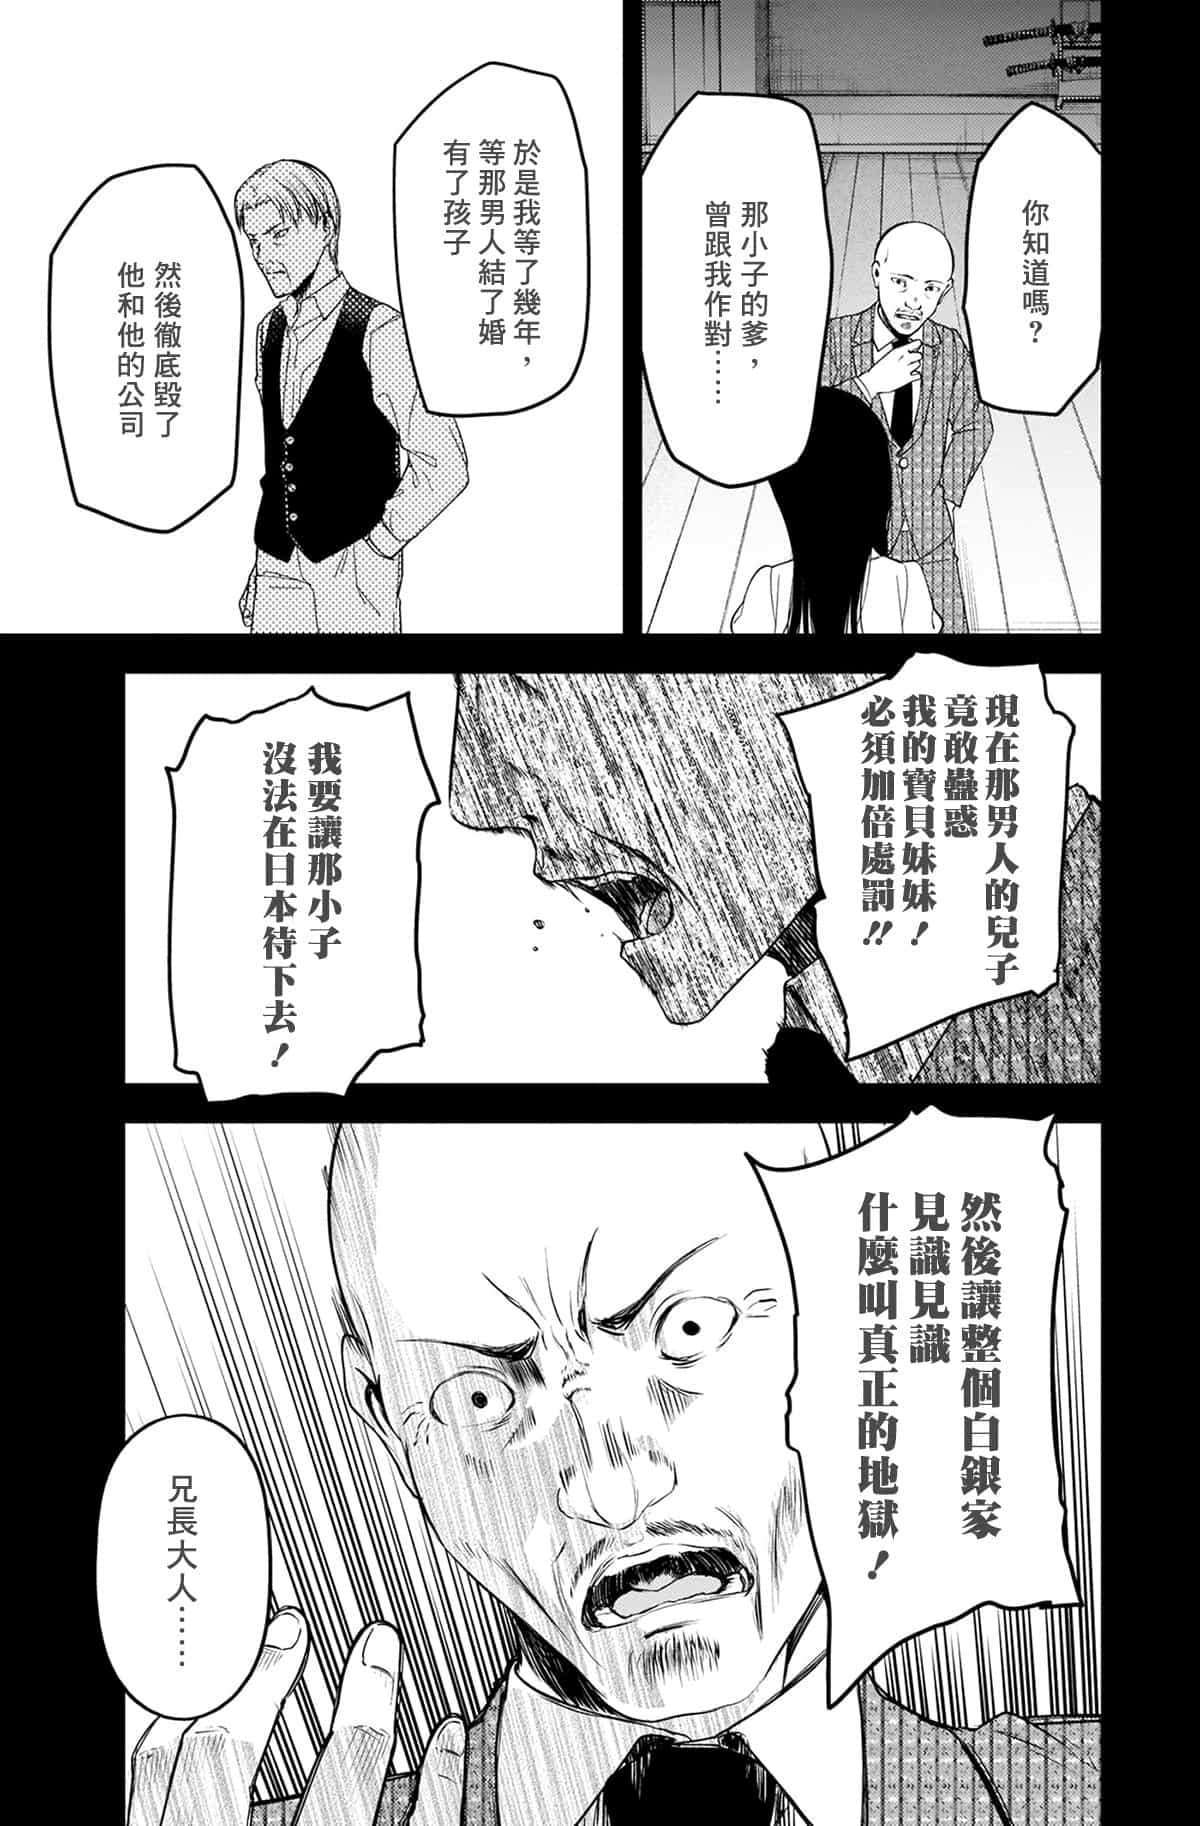 你知道嗎？
那小子的爹，
曾跟我作對……
於是我等了幾年，
等那男人結了婚
有了孩子
然後徹底毀了
他和他的公司
現在那男人的兒子
竟敢蠱惑
我的寶貝妹妹！
必須加倍處罰!!
我要讓那小子
沒法在日本待下去！
然後讓整個白銀家
見識見識
什麼叫真正的地獄！
兄長大人……